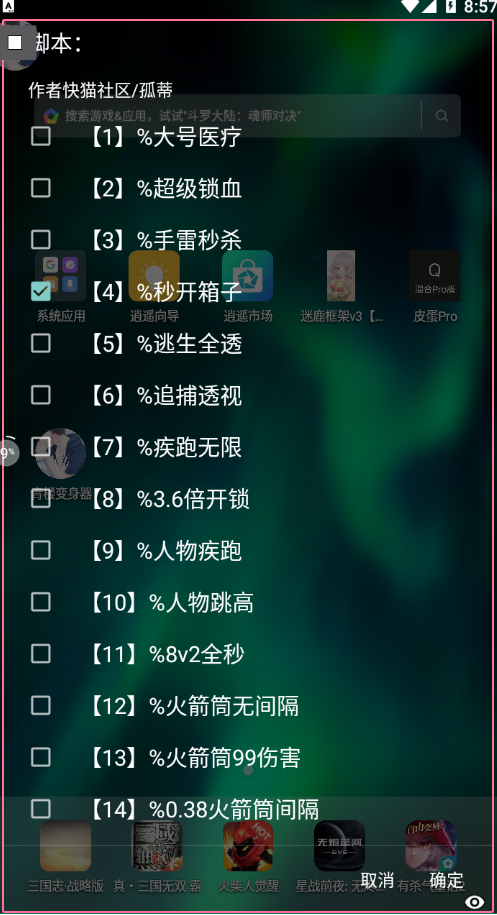 8:57
脚本：
作者快猫社区/孤蒂
搜索游戏&应用，试试"斗罗大陆：魂师对决"
【1】%大号医疗
【2】%超级锁血
【3】%手雷秒杀
【4】%秒开箱子
系统应用 逍遥向导 逍遥市场 迷鹿框架v3【... 皮蛋Pro
Q
混合Pro版
【5】%逃生全透
【6】%追捕透视
【7】%疾跑无限
9%
【8】%3.6倍开锁
【9】%人物疾跑
【10】%人物跳高
【11】%8v2全秒
【12】%火箭筒无间隔
【13】%火箭筒99伤害
【14】%0.38火箭筒间隔
HOT
三国志·战略版 真·三国无双 霸 火柴人觉醒 星战前夜: 无
取消 确定